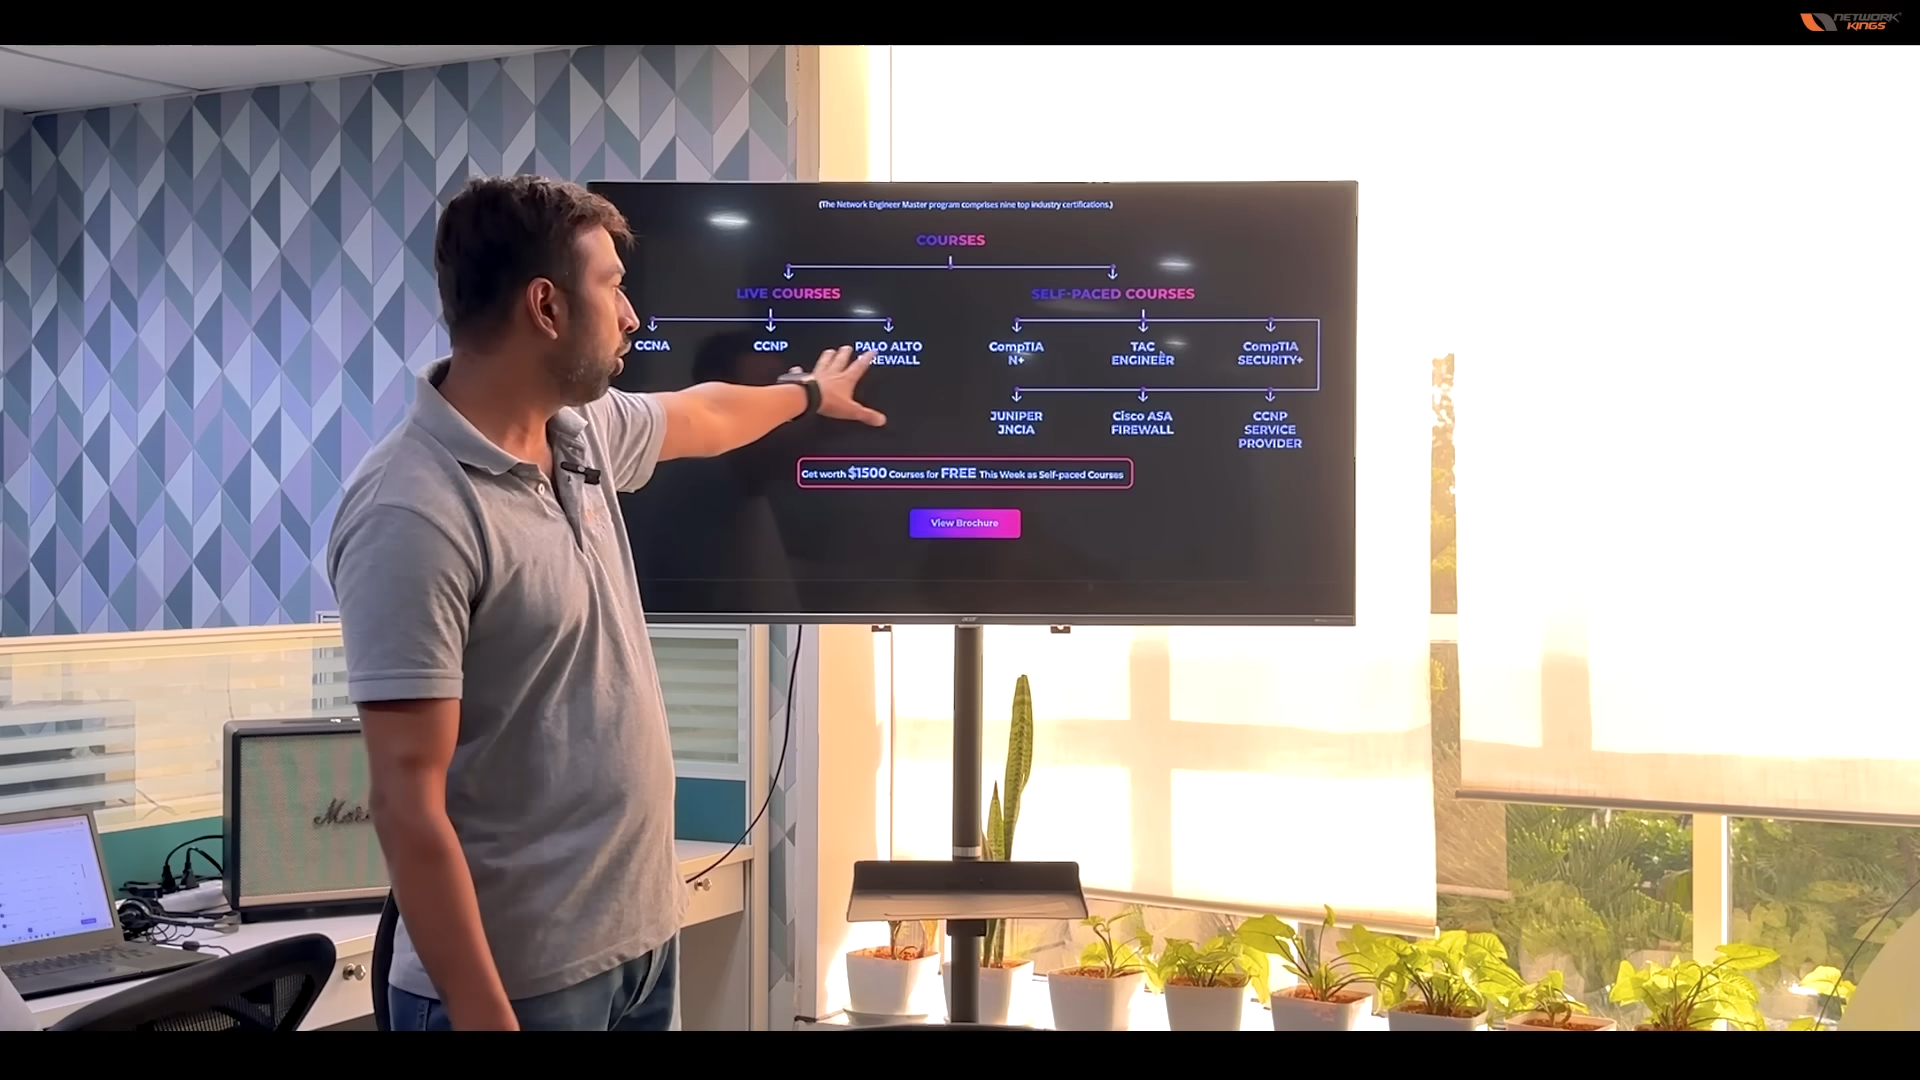 NETWORK
KINGS
(The Network Engineer Master program comprises nine top industry certifications.)
COURSES
LIVE COURSES
SELF-PACED COURSES
CCNA
CCNP
PALO ALTO
CompTIA
N+
TAC
ENGINEER
CompTIA
SECURITY+
JUNIPER
JNCIA
Cisco ASA
FIREWALL
CCNP
SERVICE
PROVIDER
Get worth $1500 Courses for FREE This Week as Self-paced Courses
View Brochure
acer